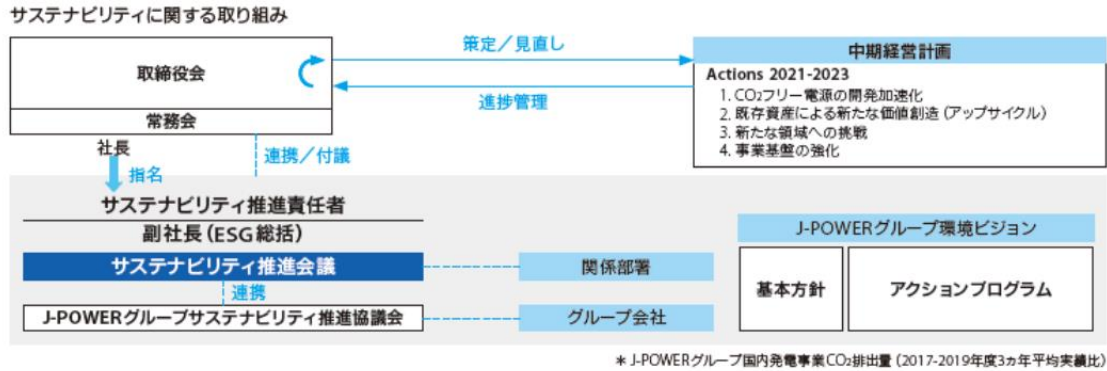 サステナビリティに関する取り組み
取締役会
常務会
策定／見直し
進捗管理
中期経営計画
Actions 2021-2023
1. CO₂フリー電源の開発加速化
2. 既存資産による新たな価値創造（アップサイクル）
3. 新たな領域への挑戦
4. 事業基盤の強化
社長
指名
連携／付議
サステナビリティ推進責任者
副社長（ESG総括）
サステナビリティ推進会議
連携
J-POWERグループサステナビリティ推進協議会
関係部署
グループ会社
J-POWERグループ環境ビジョン
基本方針
アクションプログラム
＊J-POWERグループ国内発電事業CO₂排出量（2017-2019年度3ヵ年平均実績比）